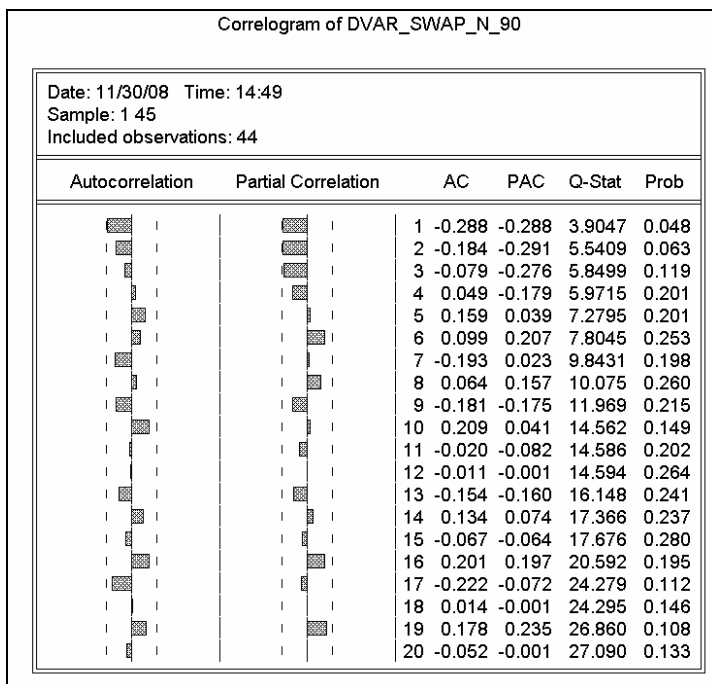 Correlogram of DVAR_SWAP_N_90
Date: 11/30/08 Time: 14:49
Sample: 1 45
Included observations: 44
Autocorrelation Partial Correlation AC PAC Q-Stat Prob
1 -0.288 -0.288 3.9047 0.048
2 -0.184 -0.291 5.5409 0.063
3 -0.079 -0.276 5.8499 0.119
4 0.049 -0.179 5.9715 0.201
5 0.159 0.039 7.2795 0.201
6 0.099 0.207 7.8045 0.253
7 -0.193 0.023 9.8431 0.198
8 0.064 0.157 10.075 0.260
9 -0.181 -0.175 11.969 0.215
10 0.209 0.041 14.562 0.149
11 -0.020 -0.082 14.586 0.202
12 -0.011 -0.001 14.594 0.264
13 -0.154 -0.160 16.148 0.241
14 0.134 0.074 17.366 0.237
15 -0.067 -0.064 17.676 0.280
16 0.201 0.197 20.592 0.195
17 -0.222 -0.072 24.279 0.112
18 0.014 -0.001 24.295 0.146
19 0.178 0.235 26.860 0.108
20 -0.052 -0.001 27.090 0.133